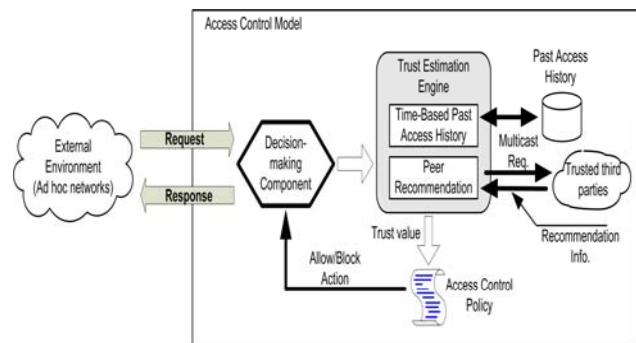 Access Control Model
Trust Estimation
Engine
Past Access
History
Time-Based Past
Access History
External
Environment
(Ad hoc networks)
Request
Response
Decision-
making
Component
Multicast
Req.
Peer
Recommendation
Trusted third
parties
Trust value
Recommendation
Info.
Allow/Block
Action
Access Control
Policy